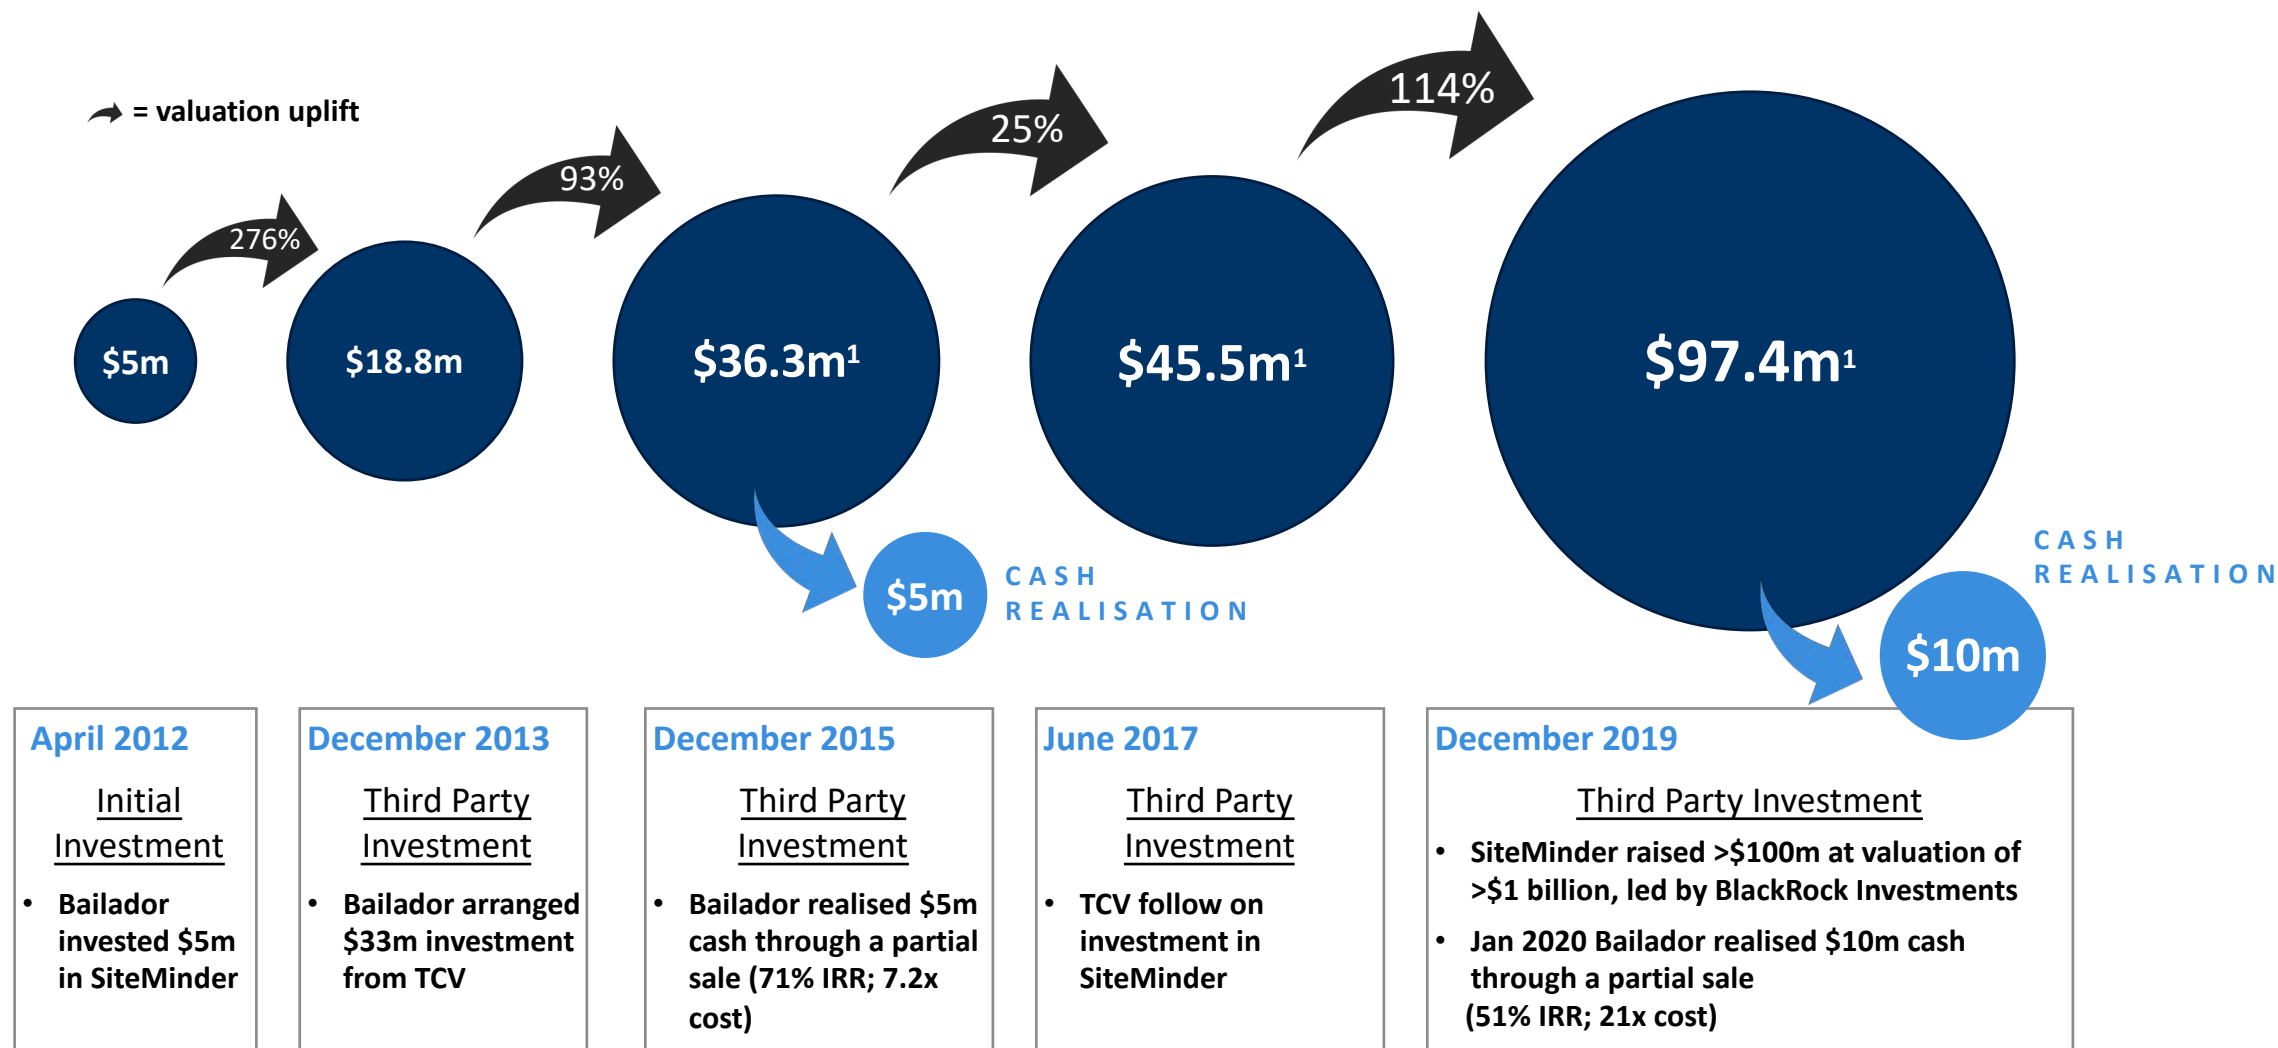 = valuation uplift
276%
93%
25%
114%
$5m
$18.8m
$36.3m¹
$45.5m¹
$97.4m¹
$5m
CASH
REALISATION
$10m
CASH
REALISATION
April 2012
Initial
Investment
• Bailador
invested $5m
in SiteMinder
December 2013
Third Party
Investment
• Bailador arranged
$33m investment
from TCV
December 2015
Third Party
Investment
• Bailador realised $5m
cash through a partial
sale (71% IRR; 7.2x
cost)
June 2017
Third Party
Investment
• TCV follow on
investment in
SiteMinder
December 2019
Third Party Investment
• SiteMinder raised >$100m at valuation of
>$1 billion, led by BlackRock Investments
• Jan 2020 Bailador realised $10m cash
through a partial sale
(51% IRR; 21x cost)